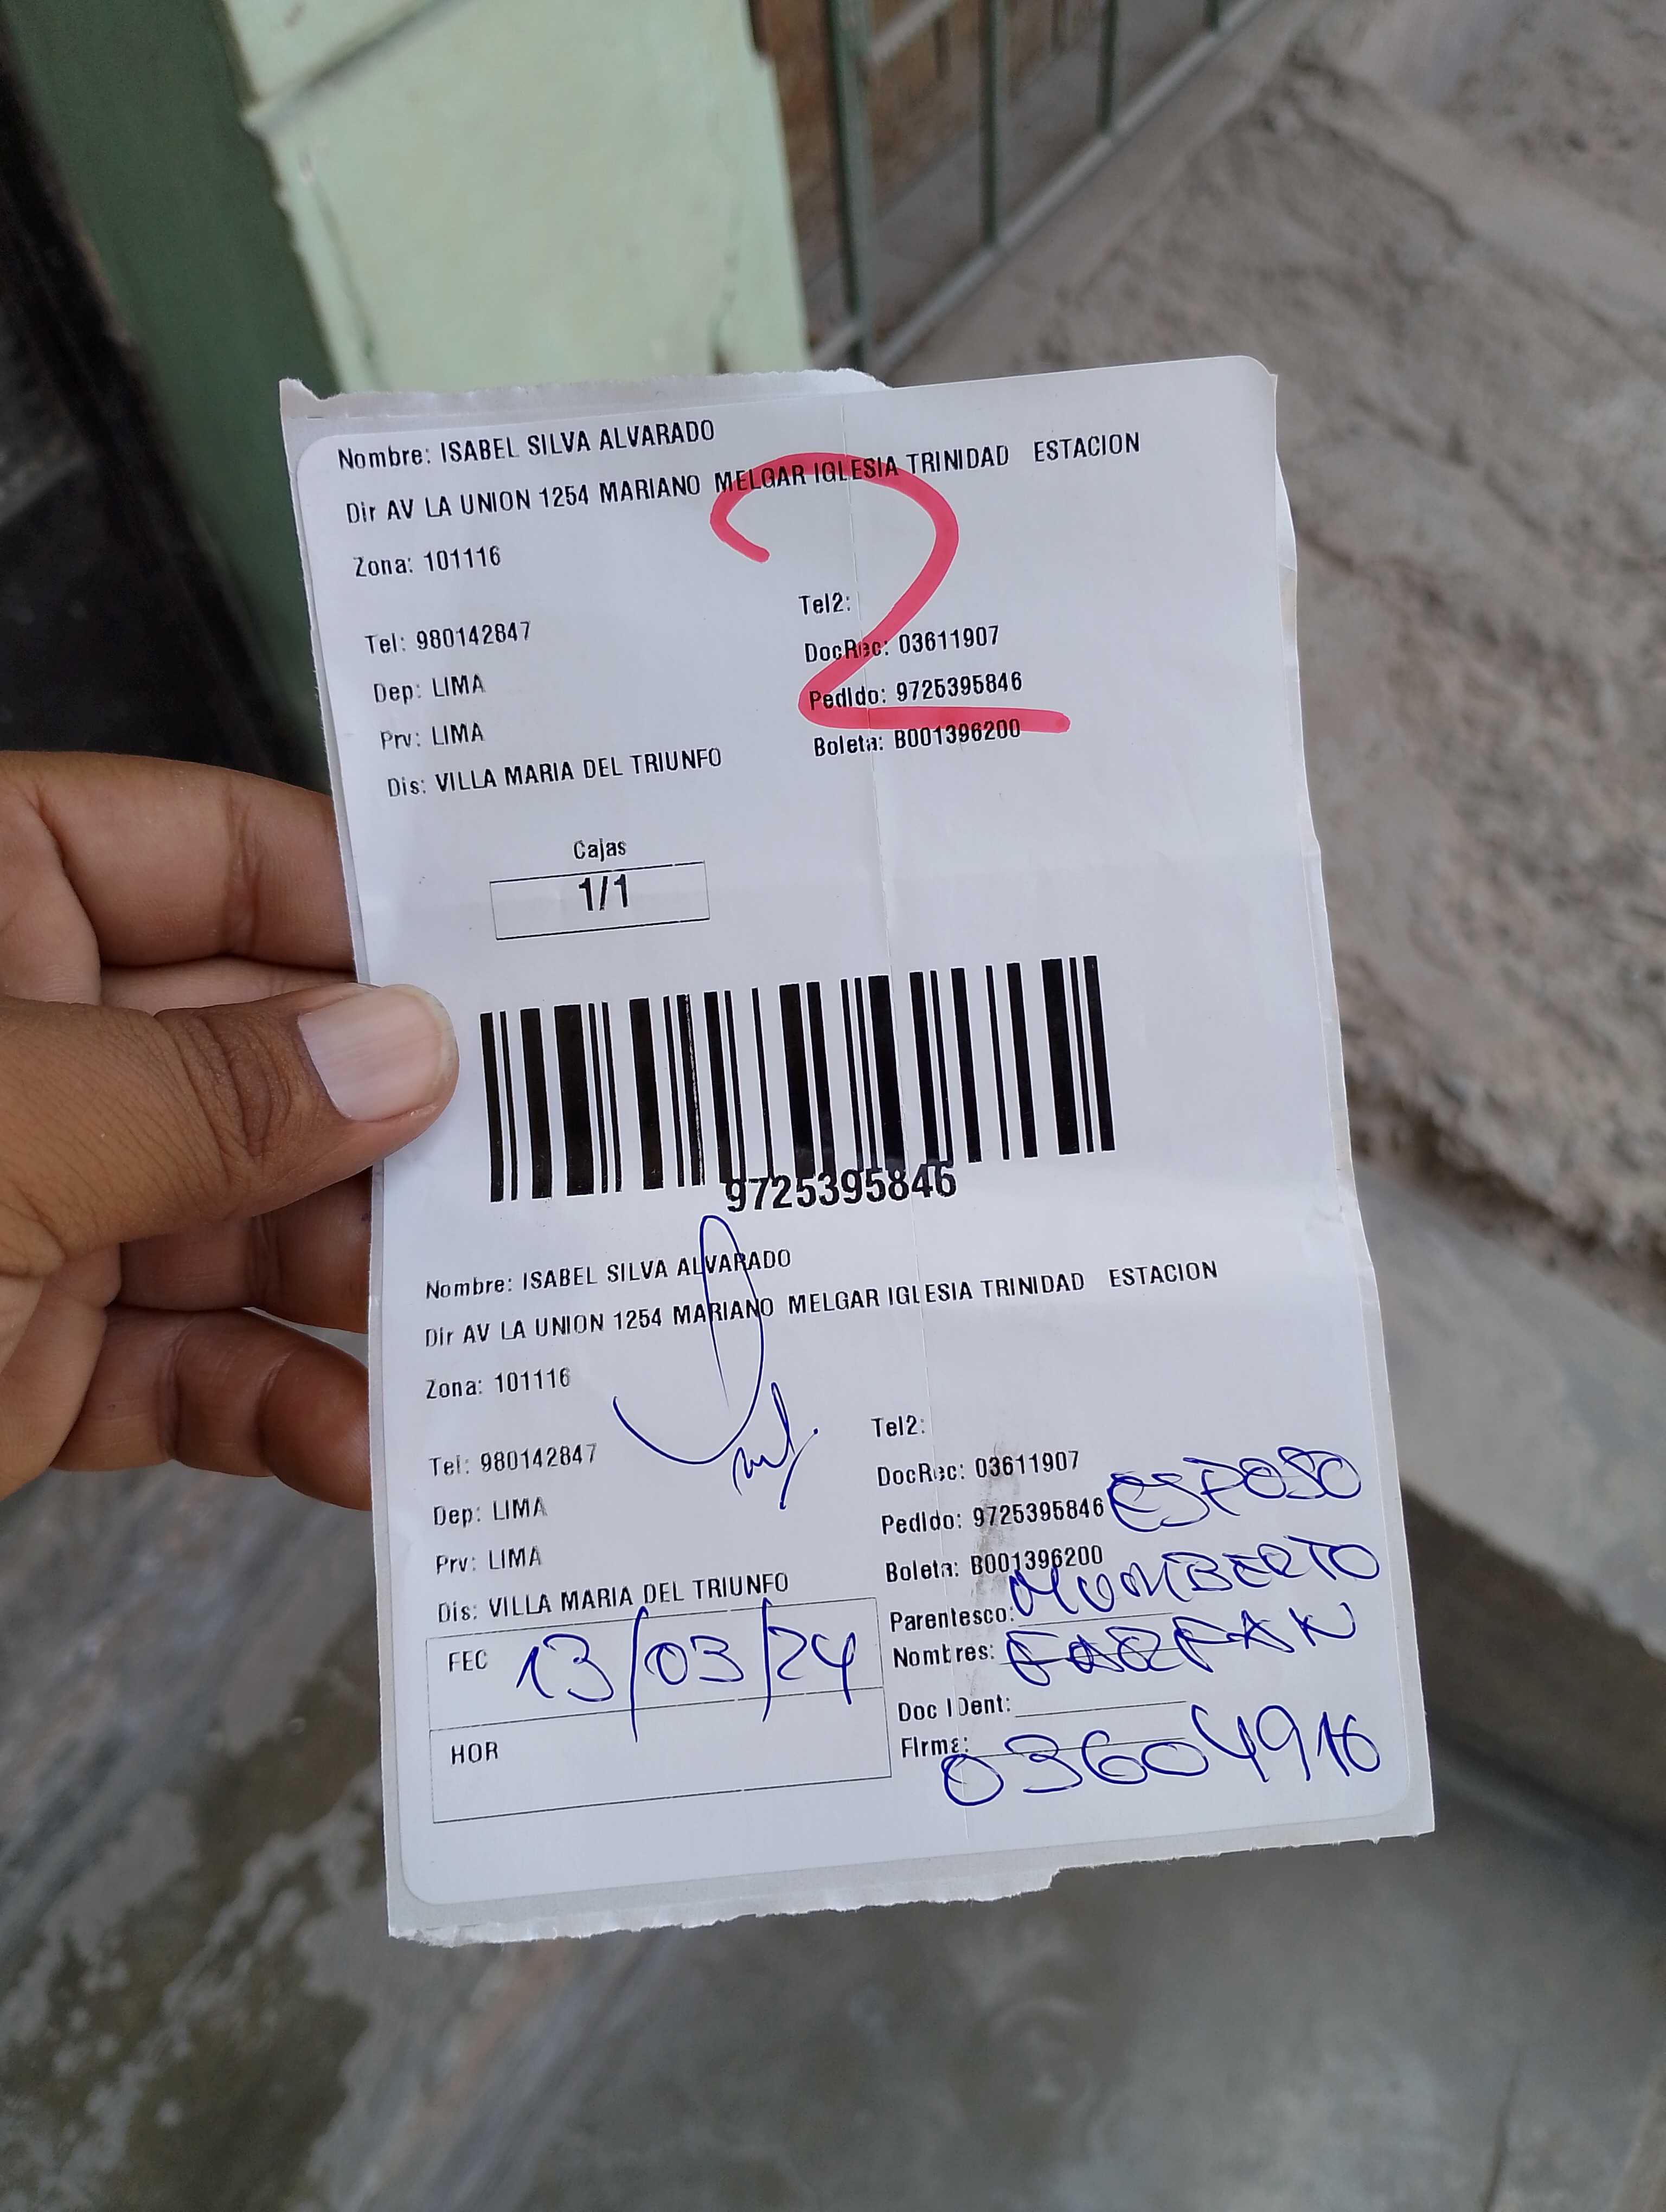 Nombre: ISABEL SILVA ALVARADO
Dir AV LA UNION 1254 MARIANO MELGAR IGLESIA TRINIDAD ESTACION
Zona: 101116
2
Tel2:
Tel: 980142847
DocRec: 03611907
Dep: LIMA
Pedido: 9725395846
Prv: LIMA
Boleta: B001396200
Dis: VILLA MARIA DEL TRIUNFO
Cajas
1/1
9725395846
Nombre: ISABEL SILVA ALVARADO
Dir AV LA UNION 1254 MARIANO MELGAR IGLESIA TRINIDAD ESTACION
Zona: 101116
Tel2:
Tel: 980142847
DocRec: 03611907
Dep: LIMA
Pedido: 9725395846
Prv: LIMA
Boleta: B001396200
Dis: VILLA MARIA DEL TRIUNFO
ESPOSO
Parentesco: HUMBERTO
FEC 13/03/24
Nombres: FARFAN
Doc IDent:
HOR
Firma: 03604916